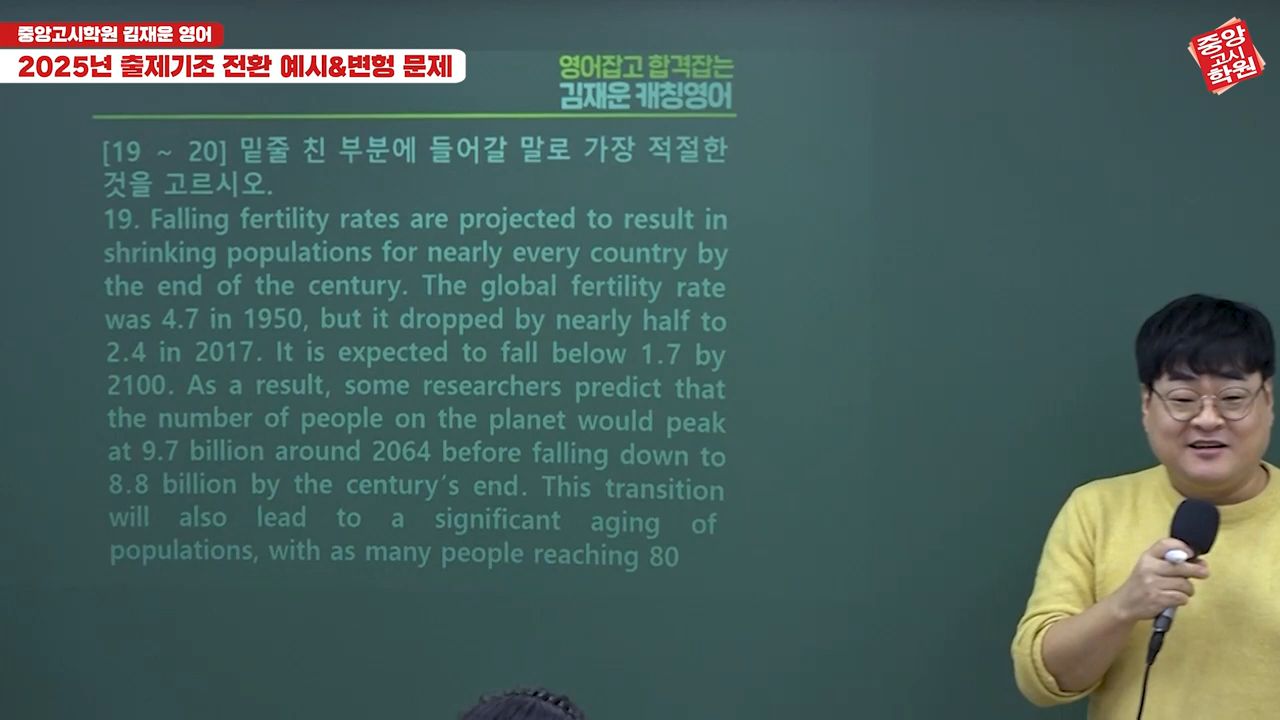 중앙고시학원 김재운 영어
2025년 출제기조 전환 예시&변형 문제
중앙
고시
학원
영어잡고 합격잡는
김재운 캐칭영어
[19 ~ 20] 밑줄 친 부분에 들어갈 말로 가장 적절한
것을 고르시오.
19. Falling fertility rates are projected to result in
shrinking populations for nearly every country by
the end of the century. The global fertility rate
was 4.7 in 1950, but it dropped by nearly half to
2.4 in 2017. It is expected to fall below 1.7 by
2100. As a result, some researchers predict that
the number of people on the planet would peak
at 9.7 billion around 2064 before falling down to
8.8 billion by the century's end. This transition
will also lead to a significant aging of
populations, with as many people reaching 80